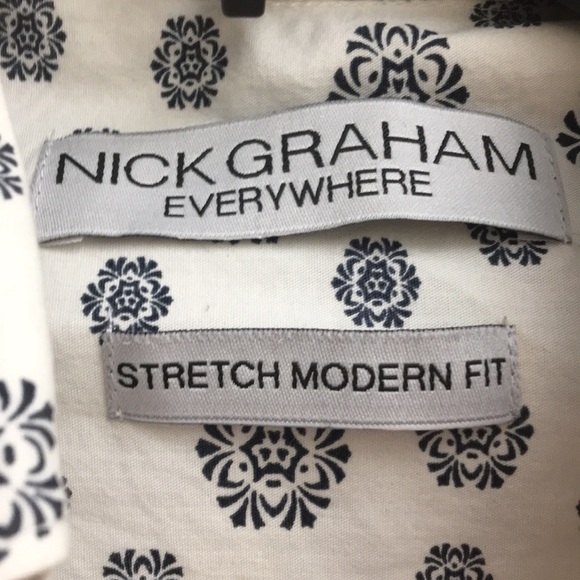 NICK GRAHAM
EVERYWHERE
STRETCH MODERN FIT